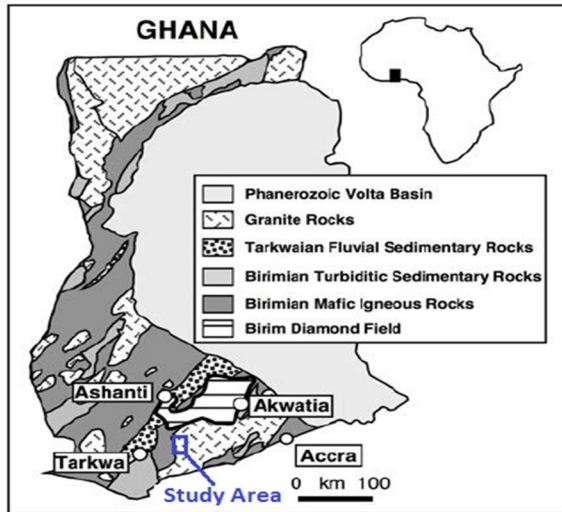 GHANA
Phanerozoic Volta Basin
Granite Rocks
Tarkwaian Fluvial Sedimentary Rocks
Birimian Turbiditic Sedimentary Rocks
Birimian Mafic Igneous Rocks
Birim Diamond Field
Ashanti
Akwatia
Tarkwa
Accra
Study Area
0 km 100